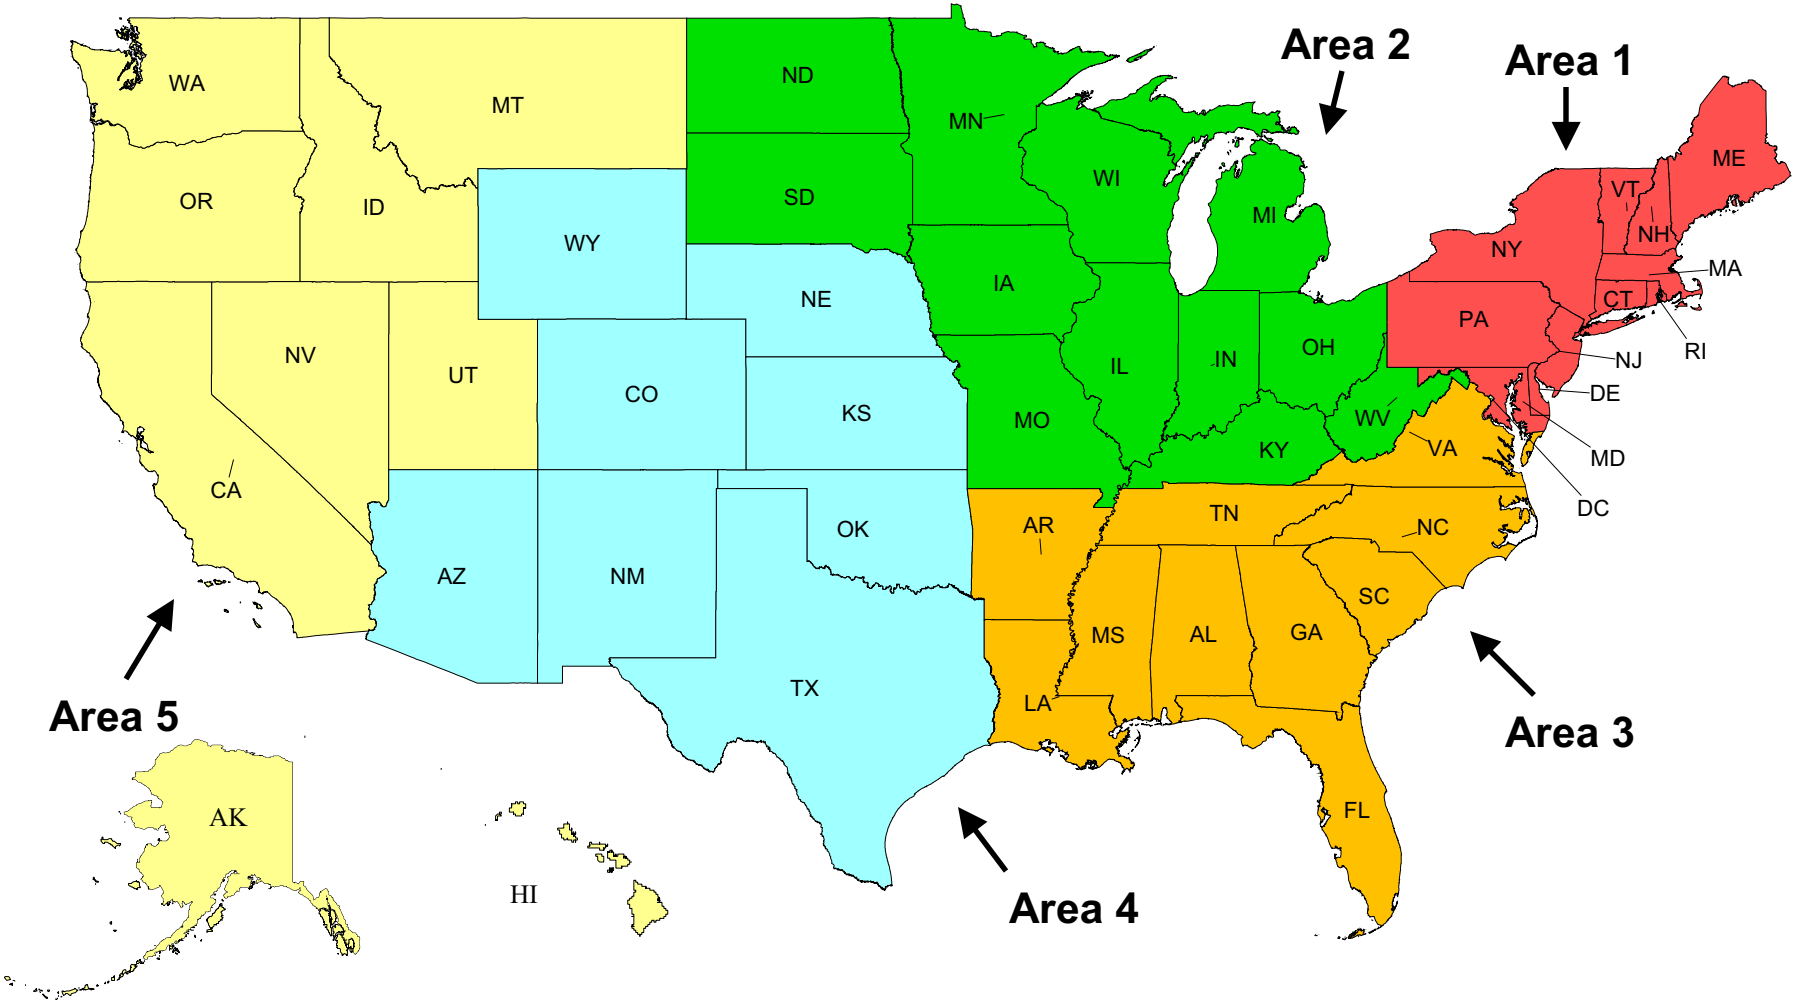 Area 2
Area 1
WA
MT
ND
MN
ME
OR
ID
SD
WI
MI
VT
NH
NY
WY
MA
NE
IA
CT
PA
RI
NV
UT
CO
IL
IN
OH
NJ
KS
MO
WV
DE
CA
KY
VA
MD
DC
AR
TN
NC
OK
AZ
NM
SC
MS
AL
GA
TX
LA
Area 5
Area 3
AK
FL
HI
Area 4